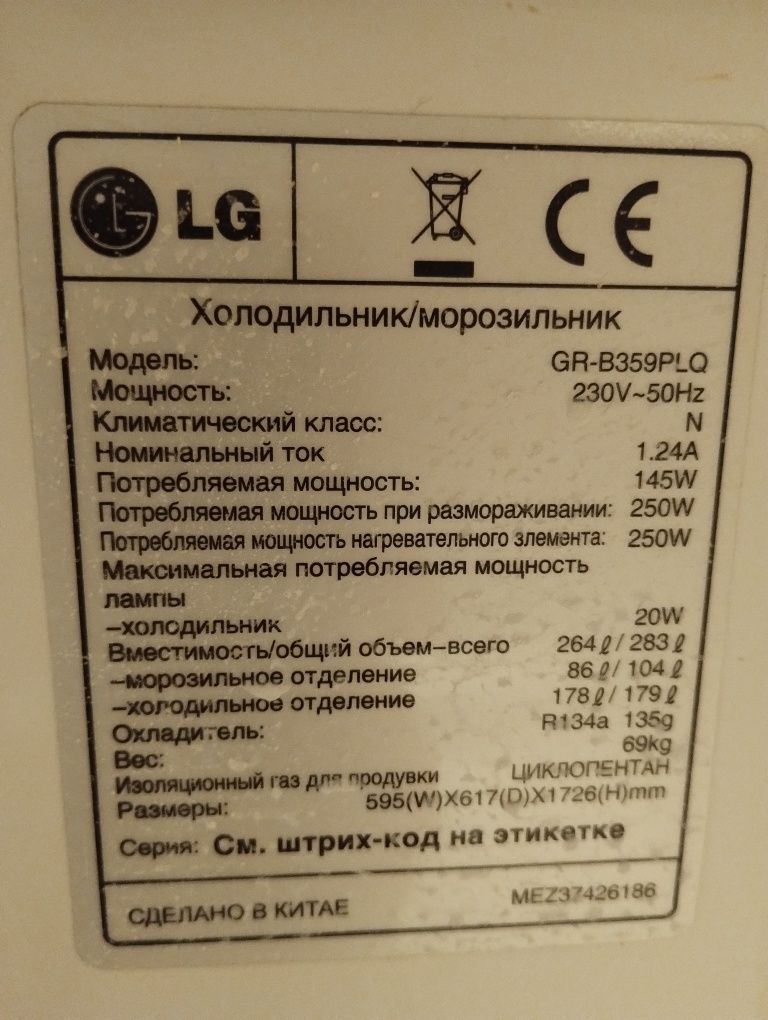 LG CE
Холодильник/морозильник
Модель: GR-B359PLQ
Мощность: 230V~50Hz
Климатический класс: N
Номинальный ток 1.24A
Потребляемая мощность: 145W
Потребляемая мощность при размораживании: 250W
Потребляемая мощность нагревательного злемента: 250W
Максимальная потребляемая мощность
лампы
–холодильник 20W
Вместимость/общий объем–всего 264ℓ/ 283ℓ
–морозильное отделение 86ℓ/ 104ℓ
–холодильное отделение 178ℓ/ 179ℓ
Охладитель: R134a 135g
Вес: 69kg
Изоляционный газ для продувки ЦИКЛОПЕНТАН
Размеры: 595(W)X617(D)X1726(H)mm
Серия: См. штрих-код на этикетке
СДЕЛАНО В КИТАЕ MEZ37426186